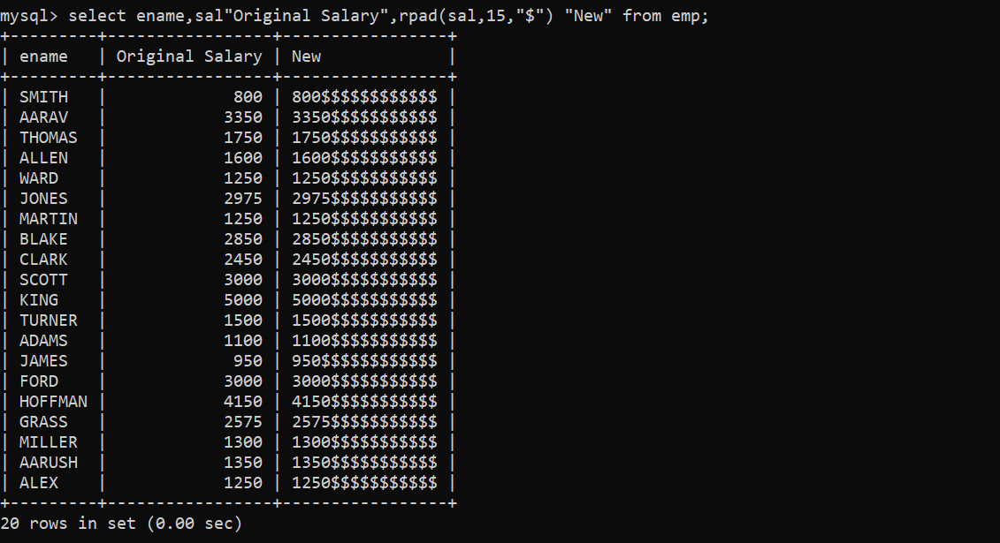 mysql> select ename,sal"Original Salary",rpad(sal,15,"$") "New" from emp;
+---------+-----------------+-----------------+
| ename   | Original Salary | New             |
+---------+-----------------+-----------------+
| SMITH   |             800 | 800$$$$$$$$$$$$ |
| AARAV   |            3350 | 3350$$$$$$$$$$$ |
| THOMAS  |            1750 | 1750$$$$$$$$$$$ |
| ALLEN   |            1600 | 1600$$$$$$$$$$$ |
| WARD    |            1250 | 1250$$$$$$$$$$$ |
| JONES   |            2975 | 2975$$$$$$$$$$$ |
| MARTIN  |            1250 | 1250$$$$$$$$$$$ |
| BLAKE   |            2850 | 2850$$$$$$$$$$$ |
| CLARK   |            2450 | 2450$$$$$$$$$$$ |
| SCOTT   |            3000 | 3000$$$$$$$$$$$ |
| KING    |            5000 | 5000$$$$$$$$$$$ |
| TURNER  |            1500 | 1500$$$$$$$$$$$ |
| ADAMS   |            1100 | 1100$$$$$$$$$$$ |
| JAMES   |             950 | 950$$$$$$$$$$$$ |
| FORD    |            3000 | 3000$$$$$$$$$$$ |
| HOFFMAN |            4150 | 4150$$$$$$$$$$$ |
| GRASS   |            2575 | 2575$$$$$$$$$$$ |
| MILLER  |            1300 | 1300$$$$$$$$$$$ |
| AARUSH  |            1350 | 1350$$$$$$$$$$$ |
| ALEX    |            1250 | 1250$$$$$$$$$$$ |
+---------+-----------------+-----------------+
20 rows in set (0.00 sec)